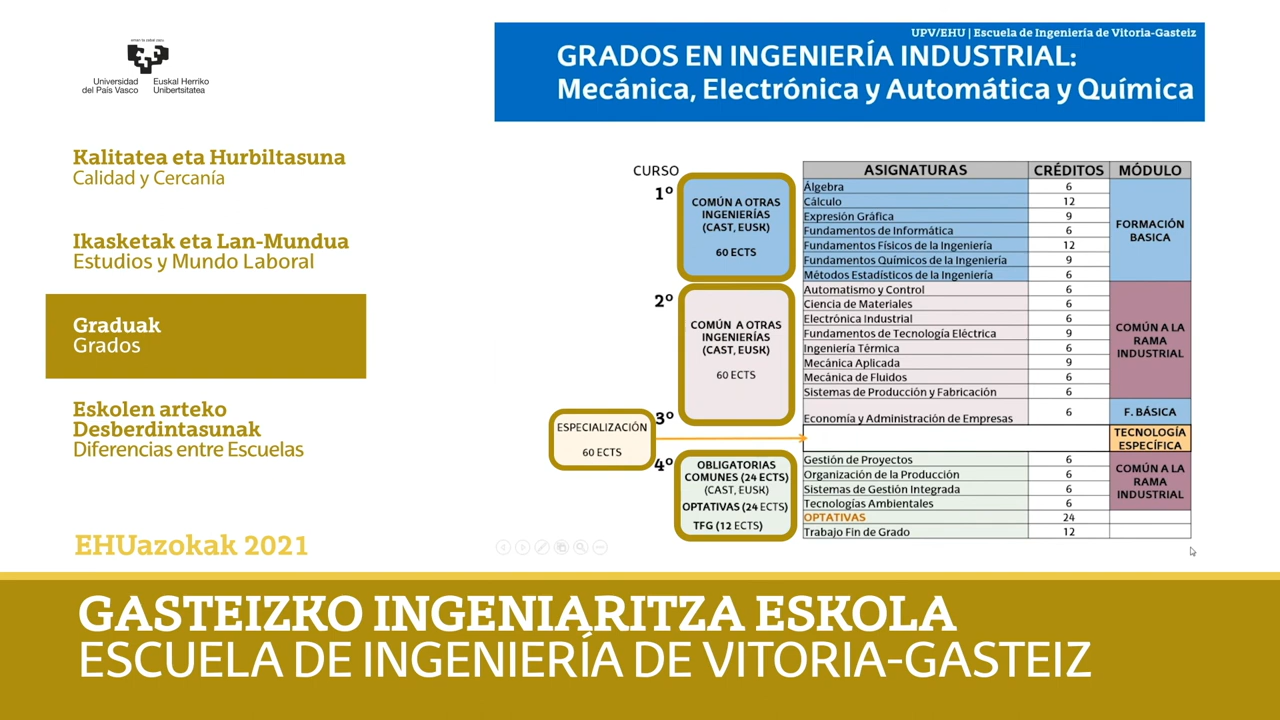 eman ta zabal zazu
Universidad del País Vasco
Euskal Herriko Unibertsitatea
UPV/EHU | Escuela de Ingeniería de Vitoria-Gasteiz
GRADOS EN INGENIERÍA INDUSTRIAL:
Mecánica, Electrónica y Automática y Química
Kalitatea eta Hurbiltasuna
Calidad y Cercanía
Ikasketak eta Lan-Mundua
Estudios y Mundo Laboral
Graduak
Grados
Eskolen arteko
Desberdintasunak
Diferencias entre Escuelas
EHUazokak 2021
CURSO
1º
COMÚN A OTRAS
INGENIERÍAS
(CAST, EUSK)
60 ECTS
2º
COMÚN A OTRAS
INGENIERÍAS
(CAST, EUSK)
60 ECTS
3º
ESPECIALIZACIÓN
60 ECTS
4º
OBLIGATORIAS
COMUNES (24 ECTS)
(CAST, EUSK)
OPTATIVAS (24 ECTS)
TFG (12 ECTS)
ASIGNATURAS CRÉDITOS MÓDULO
Álgebra 6
Cálculo 12
Expresión Gráfica 9
Fundamentos de Informática 6
Fundamentos Físicos de la Ingeniería 12
Fundamentos Químicos de la Ingeniería 9
Métodos Estadísticos de la Ingeniería 6
FORMACIÓN
BASICA
Automatismo y Control 6
Ciencia de Materiales 6
Electrónica Industrial 6
Fundamentos de Tecnología Eléctrica 9
Ingeniería Térmica 6
Mecánica Aplicada 9
Mecánica de Fluidos 6
Sistemas de Producción y Fabricación 6
COMÚN A LA
RAMA
INDUSTRIAL
Economía y Administración de Empresas 6 F. BÁSICA
TECNOLOGÍA
ESPECÍFICA
Gestión de Proyectos 6
Organización de la Producción 6
Sistemas de Gestión Integrada 6
Tecnologías Ambientales 6
COMÚN A LA
RAMA
INDUSTRIAL
OPTATIVAS 24
Trabajo Fin de Grado 12
GASTEIZKO INGENIARITZA ESKOLA
ESCUELA DE INGENIERÍA DE VITORIA-GASTEIZ